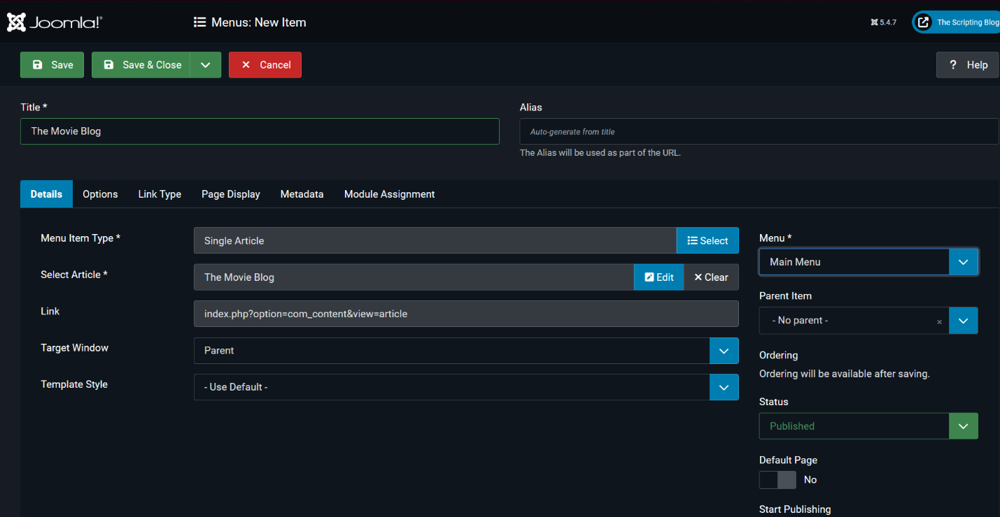 Joomla!® Menus: New Item 5.4.7 The Scripting Blog
Save Save & Close Cancel ? Help
Title * Alias
The Movie Blog Auto-generate from title
The Alias will be used as part of the URL.
Details Options Link Type Page Display Metadata Module Assignment
Menu Item Type * Single Article Select
Menu *
Main Menu
Select Article * The Movie Blog Edit Clear
Parent Item
- No parent -
Link index.php?option=com_content&view=article
Target Window Parent
Ordering
Ordering will be available after saving.
Template Style - Use Default -
Status
Published
Default Page
No
Start Publishing